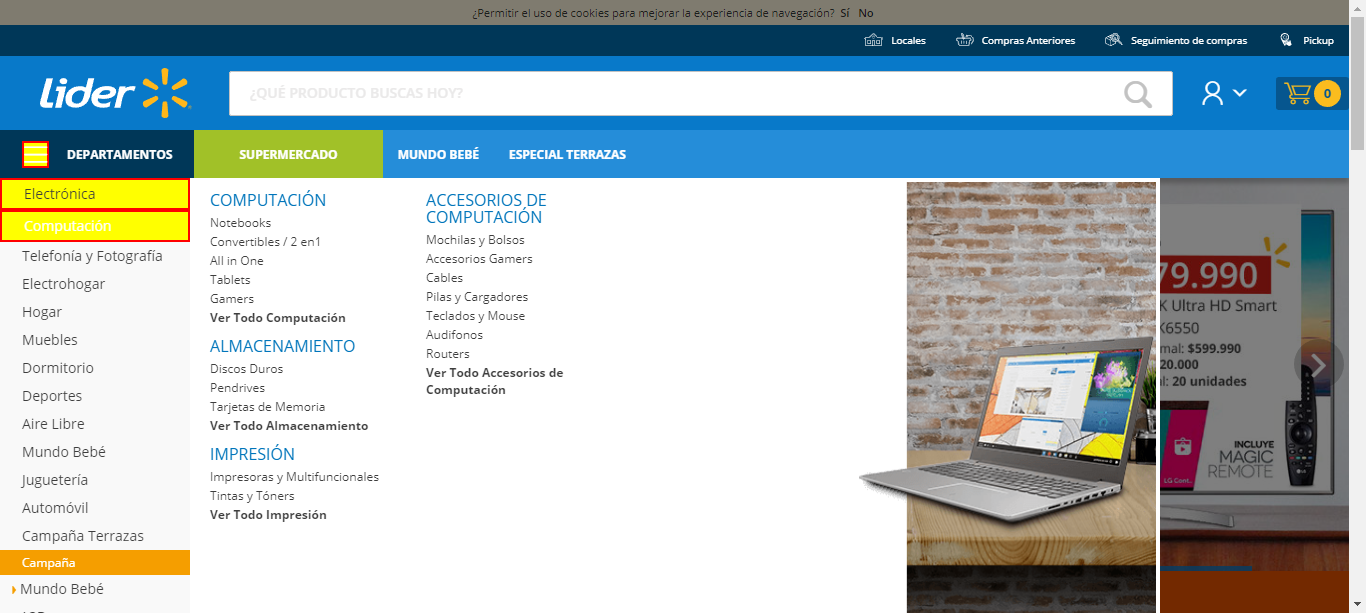 ¿Permitir el uso de cookies para mejorar la experiencia de navegación? Sí No
Locales Compras Anteriores Seguimiento de compras Pickup
Lider
¿QUÉ PRODUCTO BUSCAS HOY?
0
DEPARTAMENTOS SUPERMERCADO MUNDO BEBÉ ESPECIAL TERRAZAS
Electrónica
Computación
Telefonía y Fotografía
Electrohogar
Hogar
Muebles
Dormitorio
Deportes
Aire Libre
Mundo Bebé
Juguetería
Automóvil
Campaña Terrazas
Campaña
Mundo Bebé
COMPUTACIÓN
Notebooks
Convertibles / 2 en1
All in One
Tablets
Gamers
Ver Todo Computación
ALMACENAMIENTO
Discos Duros
Pendrives
Tarjetas de Memoria
Ver Todo Almacenamiento
IMPRESIÓN
Impresoras y Multifuncionales
Tintas y Tóners
Ver Todo Impresión
ACCESORIOS DE
COMPUTACIÓN
Mochilas y Bolsos
Accesorios Gamers
Cables
Pilas y Cargadores
Teclados y Mouse
Audifonos
Routers
Ver Todo Accesorios de
Computación
79.990
K Ultra HD Smart
K6550
mal: $599.990
20.000
l: 20 unidades
INCLUYE
MAGIC
REMOTE
LG Cont.